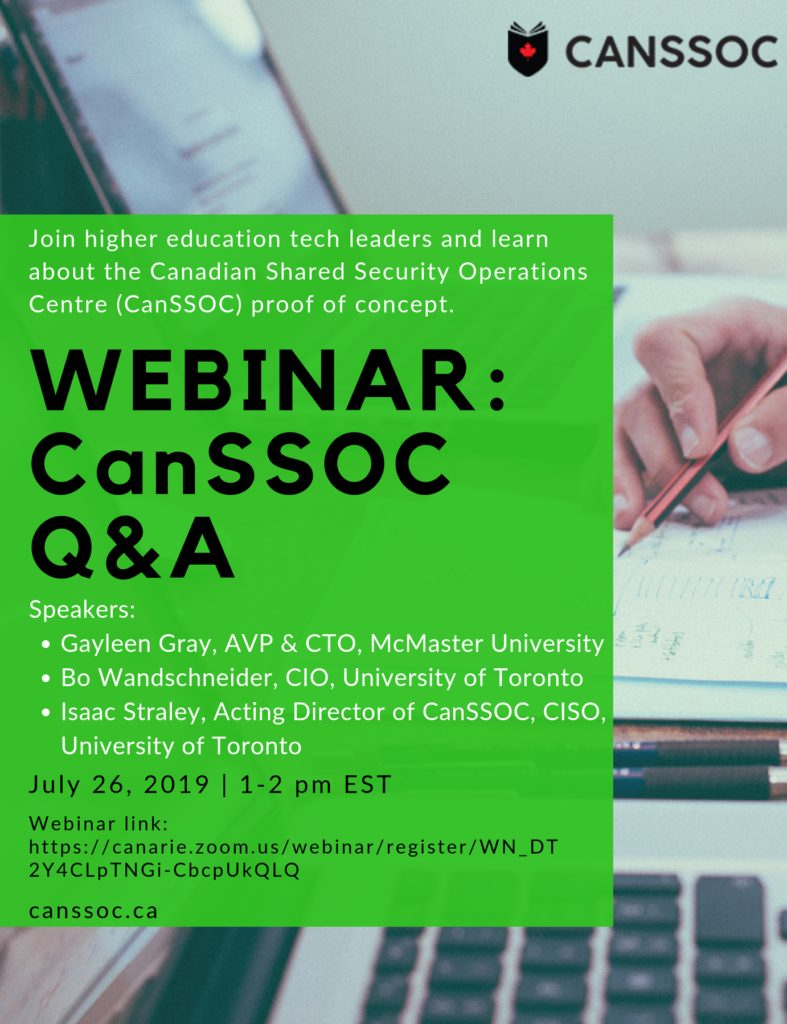 CANSSOC
Join higher education tech leaders and learn
about the Canadian Shared Security Operations
Centre (CanSSOC) proof of concept.
WEBINAR:
CanSSOC
Q&A
Speakers:
• Gayleen Gray, AVP & CTO, McMaster University
• Bo Wandschneider, CIO, University of Toronto
• Isaac Straley, Acting Director of CanSSOC, CISO,
University of Toronto
July 26, 2019 | 1-2 pm EST
Webinar link:
https://canarie.zoom.us/webinar/register/WN_DT
2Y4CLpTNGi-CbcpUkQLQ
canssoc.ca